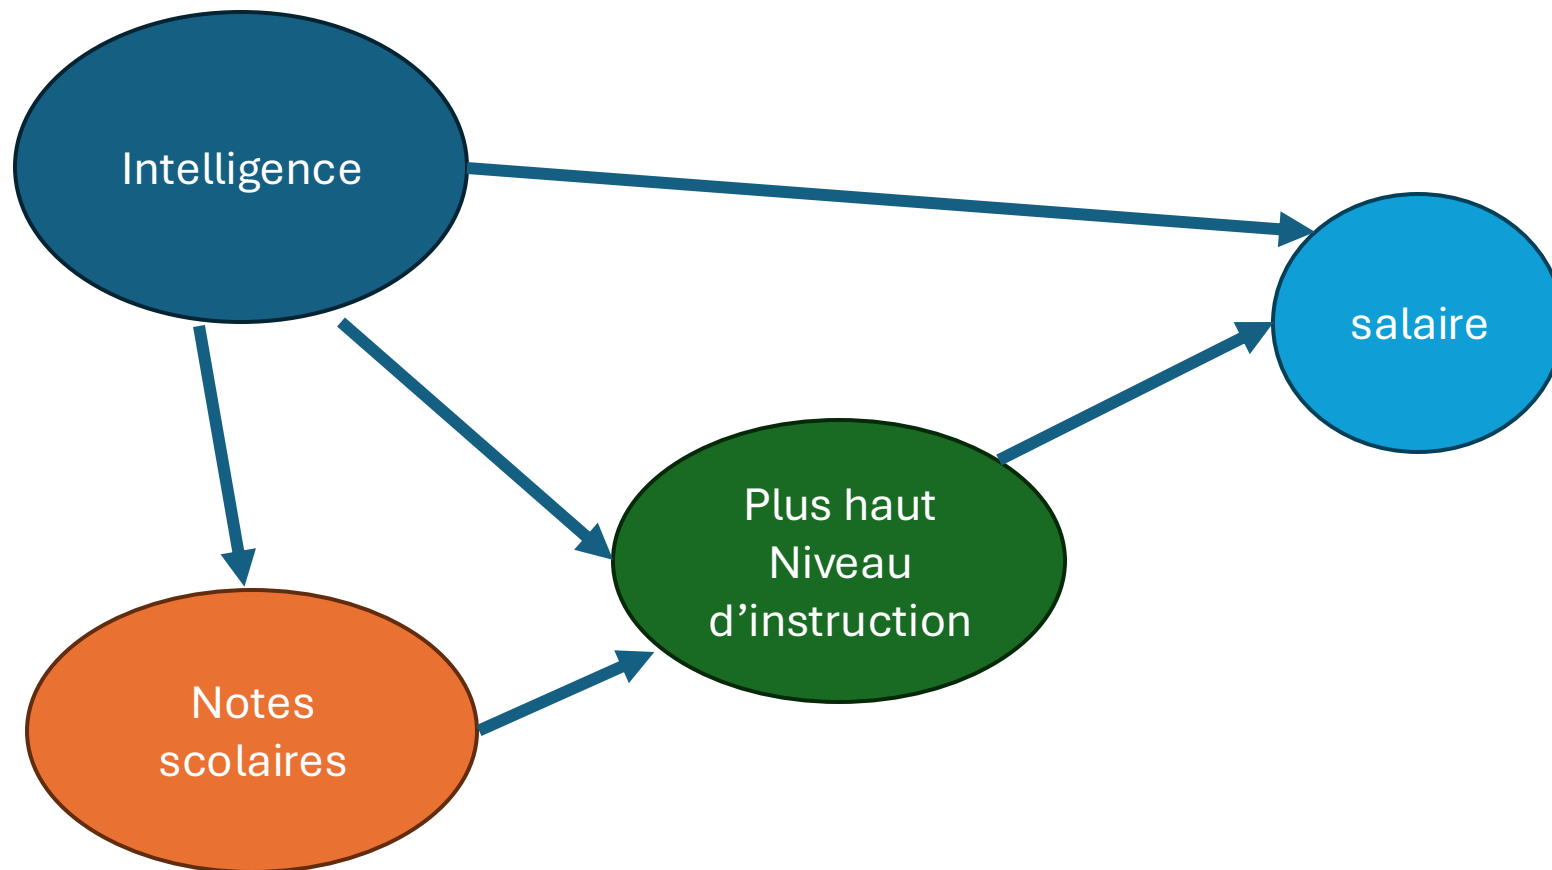 Intelligence
salaire
Plus haut
Niveau
d’instruction
Notes
scolaires